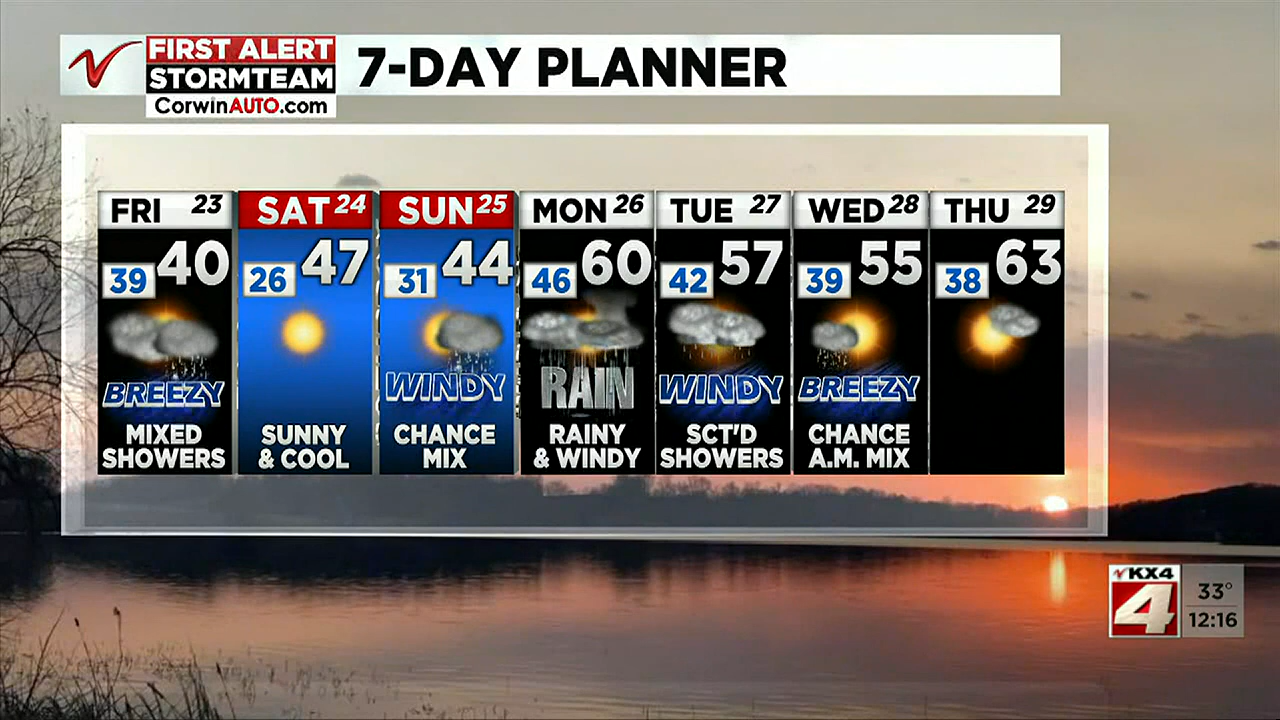 FIRST ALERT
STORMTEAM
CorwinAUTO.com
7-DAY PLANNER
FRI 23
39 40
BREEZY
MIXED
SHOWERS
SAT 24
26 47
SUNNY
& COOL
SUN 25
31 44
WINDY
CHANCE
MIX
MON 26
46 60
RAIN
RAINY
& WINDY
TUE 27
42 57
WINDY
SCT'D
SHOWERS
WED 28
39 55
BREEZY
CHANCE
A.M. MIX
THU 29
38 63
KX4
4
33°
12:16